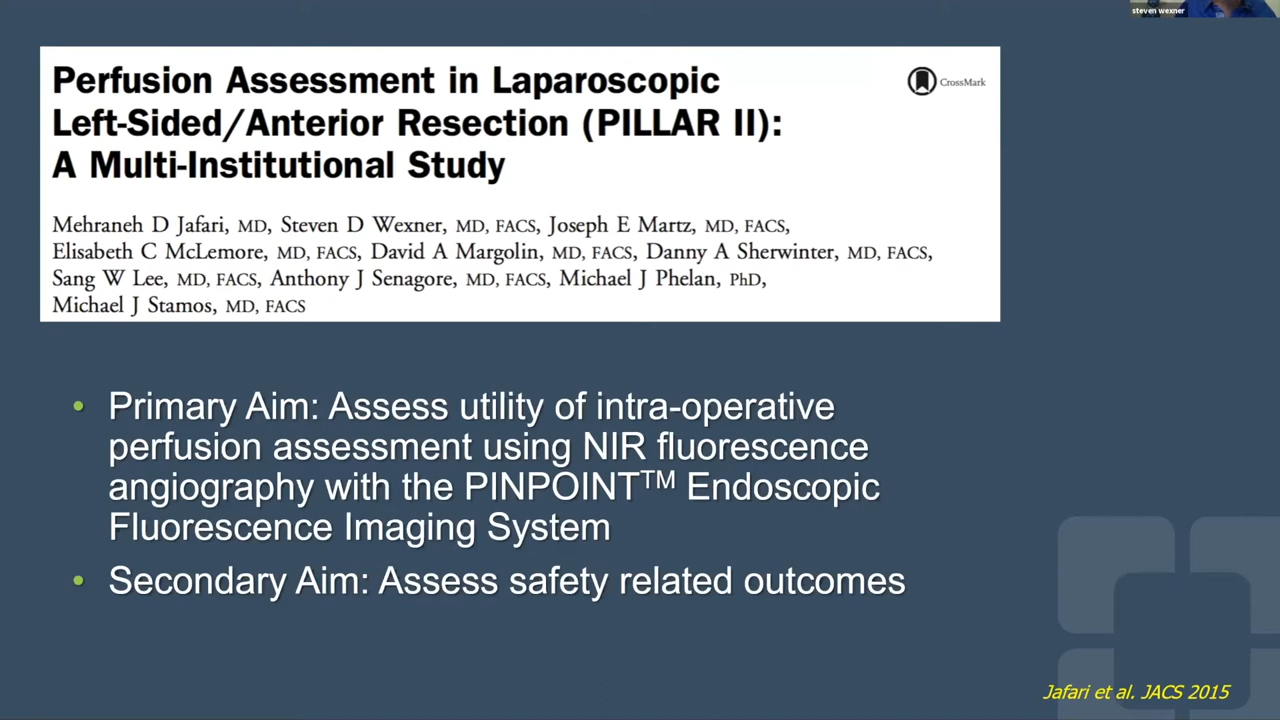 steven wexner
Perfusion Assessment in Laparoscopic
Left-Sided/Anterior Resection (PILLAR II):
A Multi-Institutional Study
CrossMark
Mehraneh D Jafari, MD, Steven D Wexner, MD, FACS, Joseph E Martz, MD, FACS,
Elisabeth C McLemore, MD, FACS, David A Margolin, MD, FACS, Danny A Sherwinter, MD, FACS,
Sang W Lee, MD, FACS, Anthony J Senagore, MD, FACS, Michael J Phelan, PhD,
Michael J Stamos, MD, FACS
• Primary Aim: Assess utility of intra-operative
perfusion assessment using NIR fluorescence
angiography with the PINPOINT™ Endoscopic
Fluorescence Imaging System
• Secondary Aim: Assess safety related outcomes
Jafari et al. JACS 2015